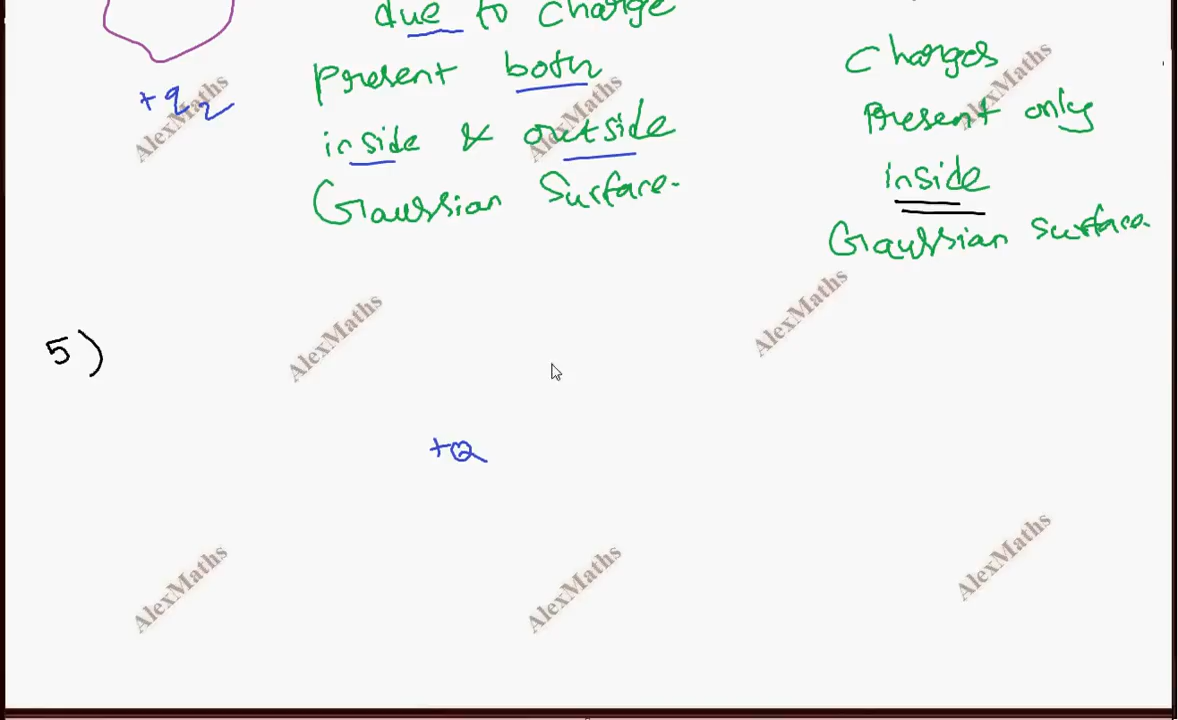 due to charge
present both
inside & outside
Gaussian Surface.
+q2
charges
present only
inside
Gaussian surface.
5)
+Q
AlexMaths
AlexMaths
AlexMaths
AlexMaths
AlexMaths
AlexMaths
AlexMaths
AlexMaths